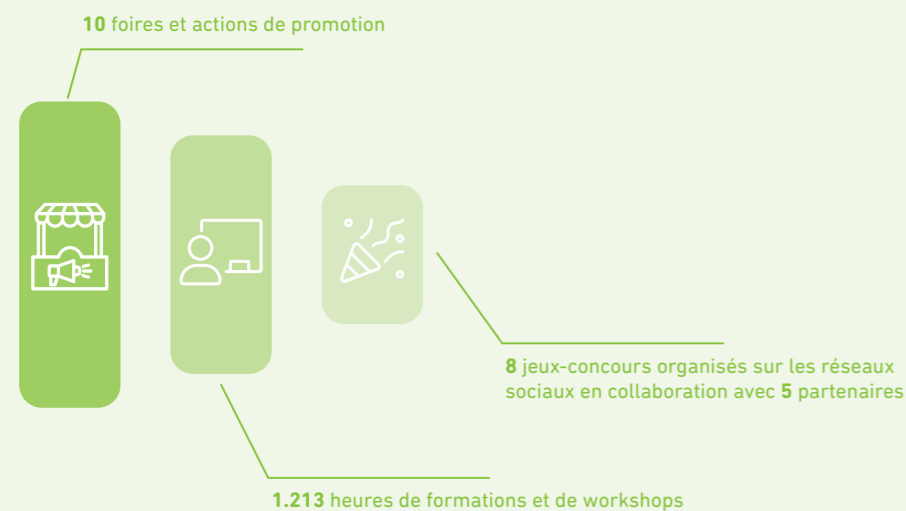 10 foires et actions de promotion
8 jeux-concours organisés sur les réseaux
sociaux en collaboration avec 5 partenaires
1.213 heures de formations et de workshops